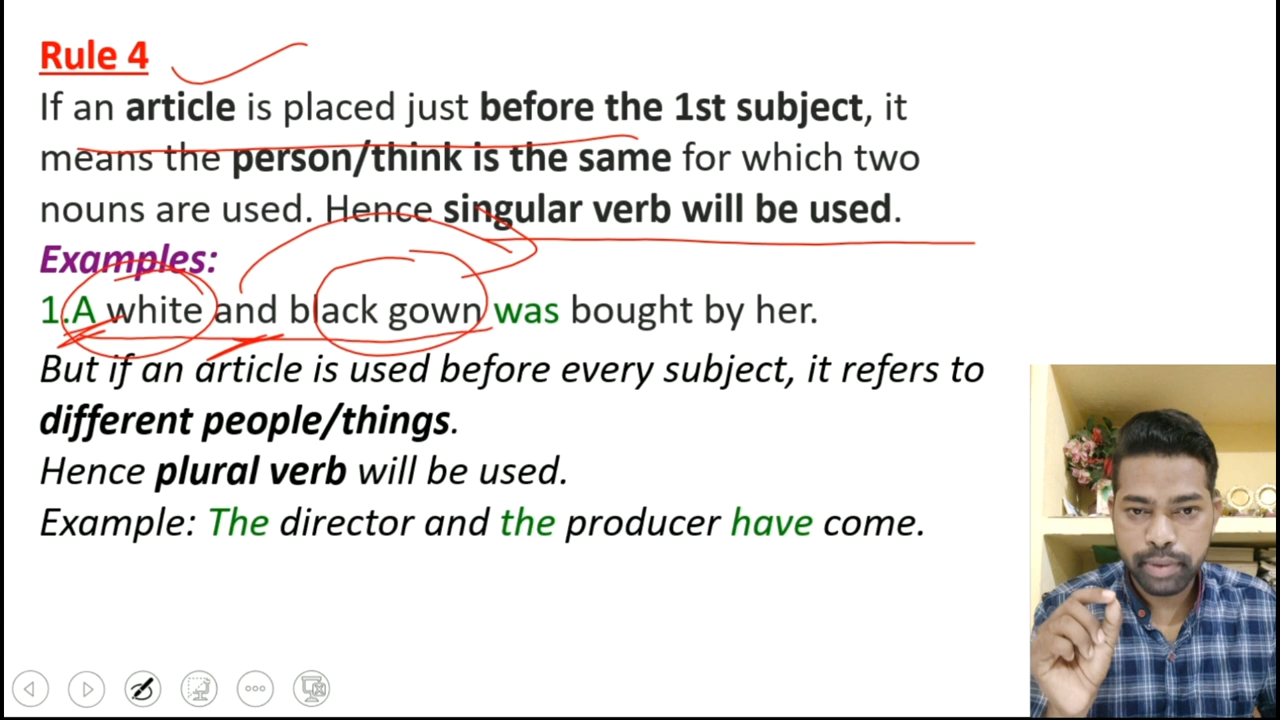 Rule 4
If an article is placed just before the 1st subject, it
means the person/think is the same for which two
nouns are used. Hence singular verb will be used.
Examples:
1.A white and black gown was bought by her.
But if an article is used before every subject, it refers to
different people/things.
Hence plural verb will be used.
Example: The director and the producer have come.